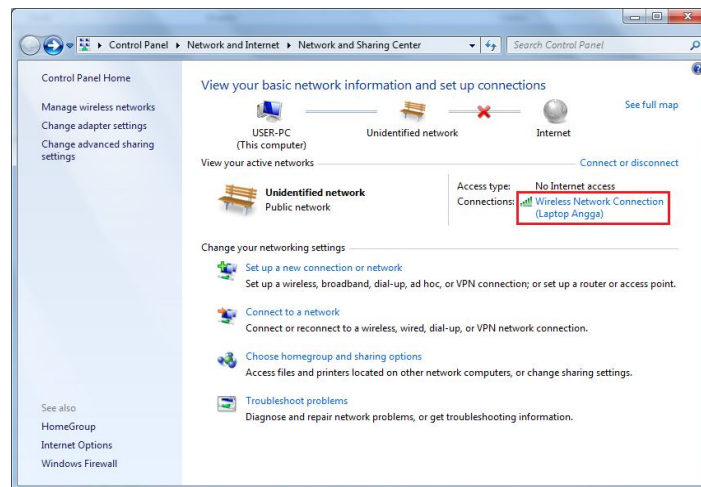 Control Panel ▸ Network and Internet ▸ Network and Sharing Center
Search Control Panel
Control Panel Home
Manage wireless networks
Change adapter settings
Change advanced sharing
settings
See also
HomeGroup
Internet Options
Windows Firewall
View your basic network information and set up connections
See full map
USER-PC
(This computer)
Unidentified network
Internet
View your active networks
Connect or disconnect
Unidentified network
Public network
Access type: No Internet access
Connections: Wireless Network Connection
(Laptop Angga)
Change your networking settings
Set up a new connection or network
Set up a wireless, broadband, dial-up, ad hoc, or VPN connection; or set up a router or access point.
Connect to a network
Connect or reconnect to a wireless, wired, dial-up, or VPN network connection.
Choose homegroup and sharing options
Access files and printers located on other network computers, or change sharing settings.
Troubleshoot problems
Diagnose and repair network problems, or get troubleshooting information.